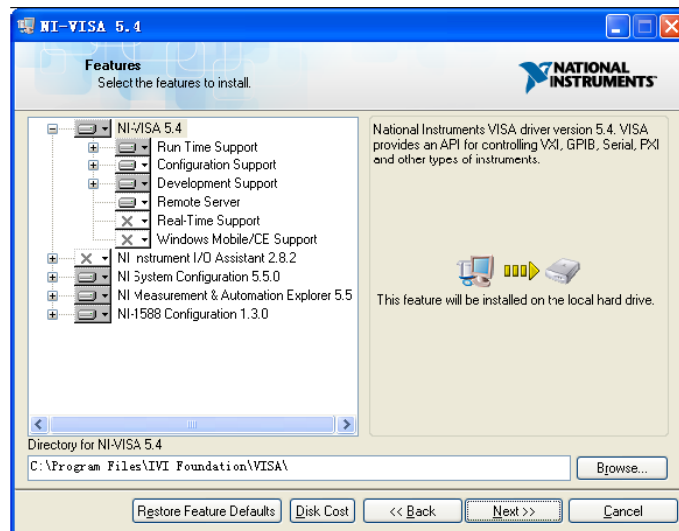 NI-VISA 5.4
Features
Select the features to install.
NATIONAL
INSTRUMENTS
NI-VISA 5.4
Run Time Support
Configuration Support
Development Support
Remote Server
Real-Time Support
Windows Mobile/CE Support
NI Instrument I/O Assistant 2.8.2
NI System Configuration 5.5.0
NI Measurement & Automation Explorer 5.5
NI-1588 Configuration 1.3.0
National Instruments VISA driver version 5.4. VISA
provides an API for controlling VXI, GPIB, Serial, PXI
and other types of instruments.
This feature will be installed on the local hard drive.
Directory for NI-VISA 5.4
C:\Program Files\IVI Foundation\VISA\
Browse...
Restore Feature Defaults
Disk Cost
<< Back
Next >>
Cancel